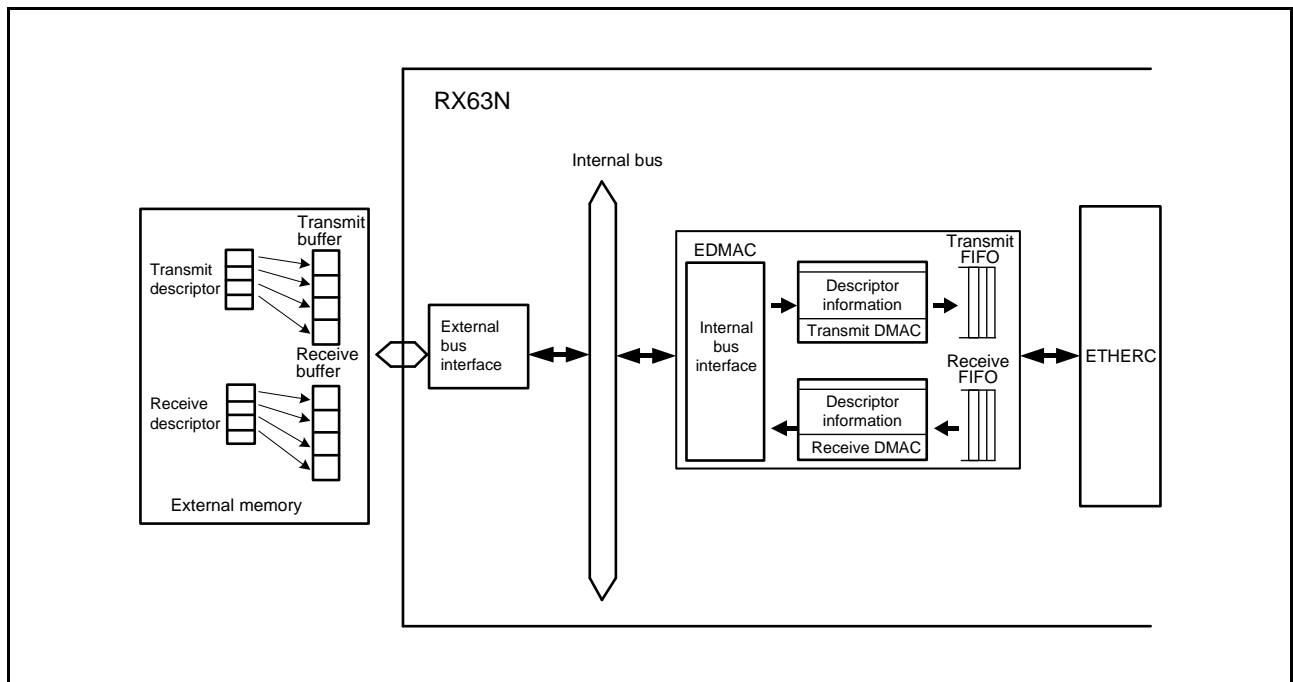 RX63N
Internal bus
Transmit
buffer
Transmit
descriptor
Receive
buffer
Receive
descriptor
External memory
External
bus
interface
EDMAC
Internal
bus
interface
Descriptor
information
Transmit DMAC
Transmit
FIFO
Descriptor
information
Receive DMAC
Receive
FIFO
ETHERC